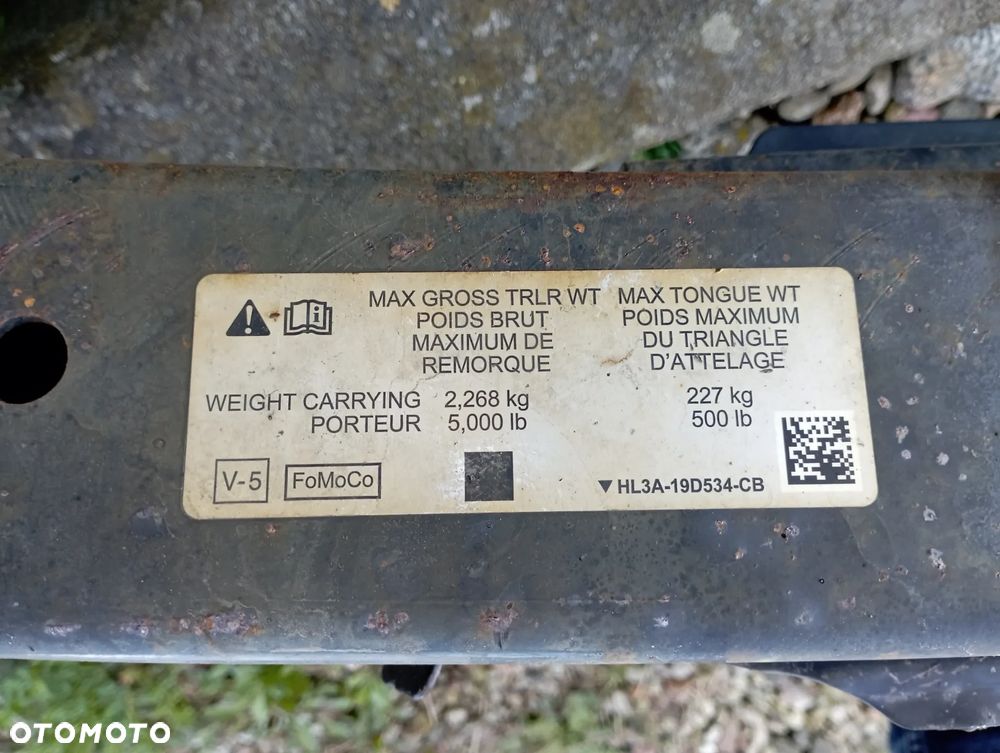 MAX GROSS TRLR WT MAX TONGUE WT
POIDS BRUT POIDS MAXIMUM
MAXIMUM DE DU TRIANGLE
REMORQUE D'ATTELAGE
WEIGHT CARRYING 2,268 kg 227 kg
PORTEUR 5,000 lb 500 lb
V-5 FoMoCo ▼HL3A-19D534-CB
OTOMOTO